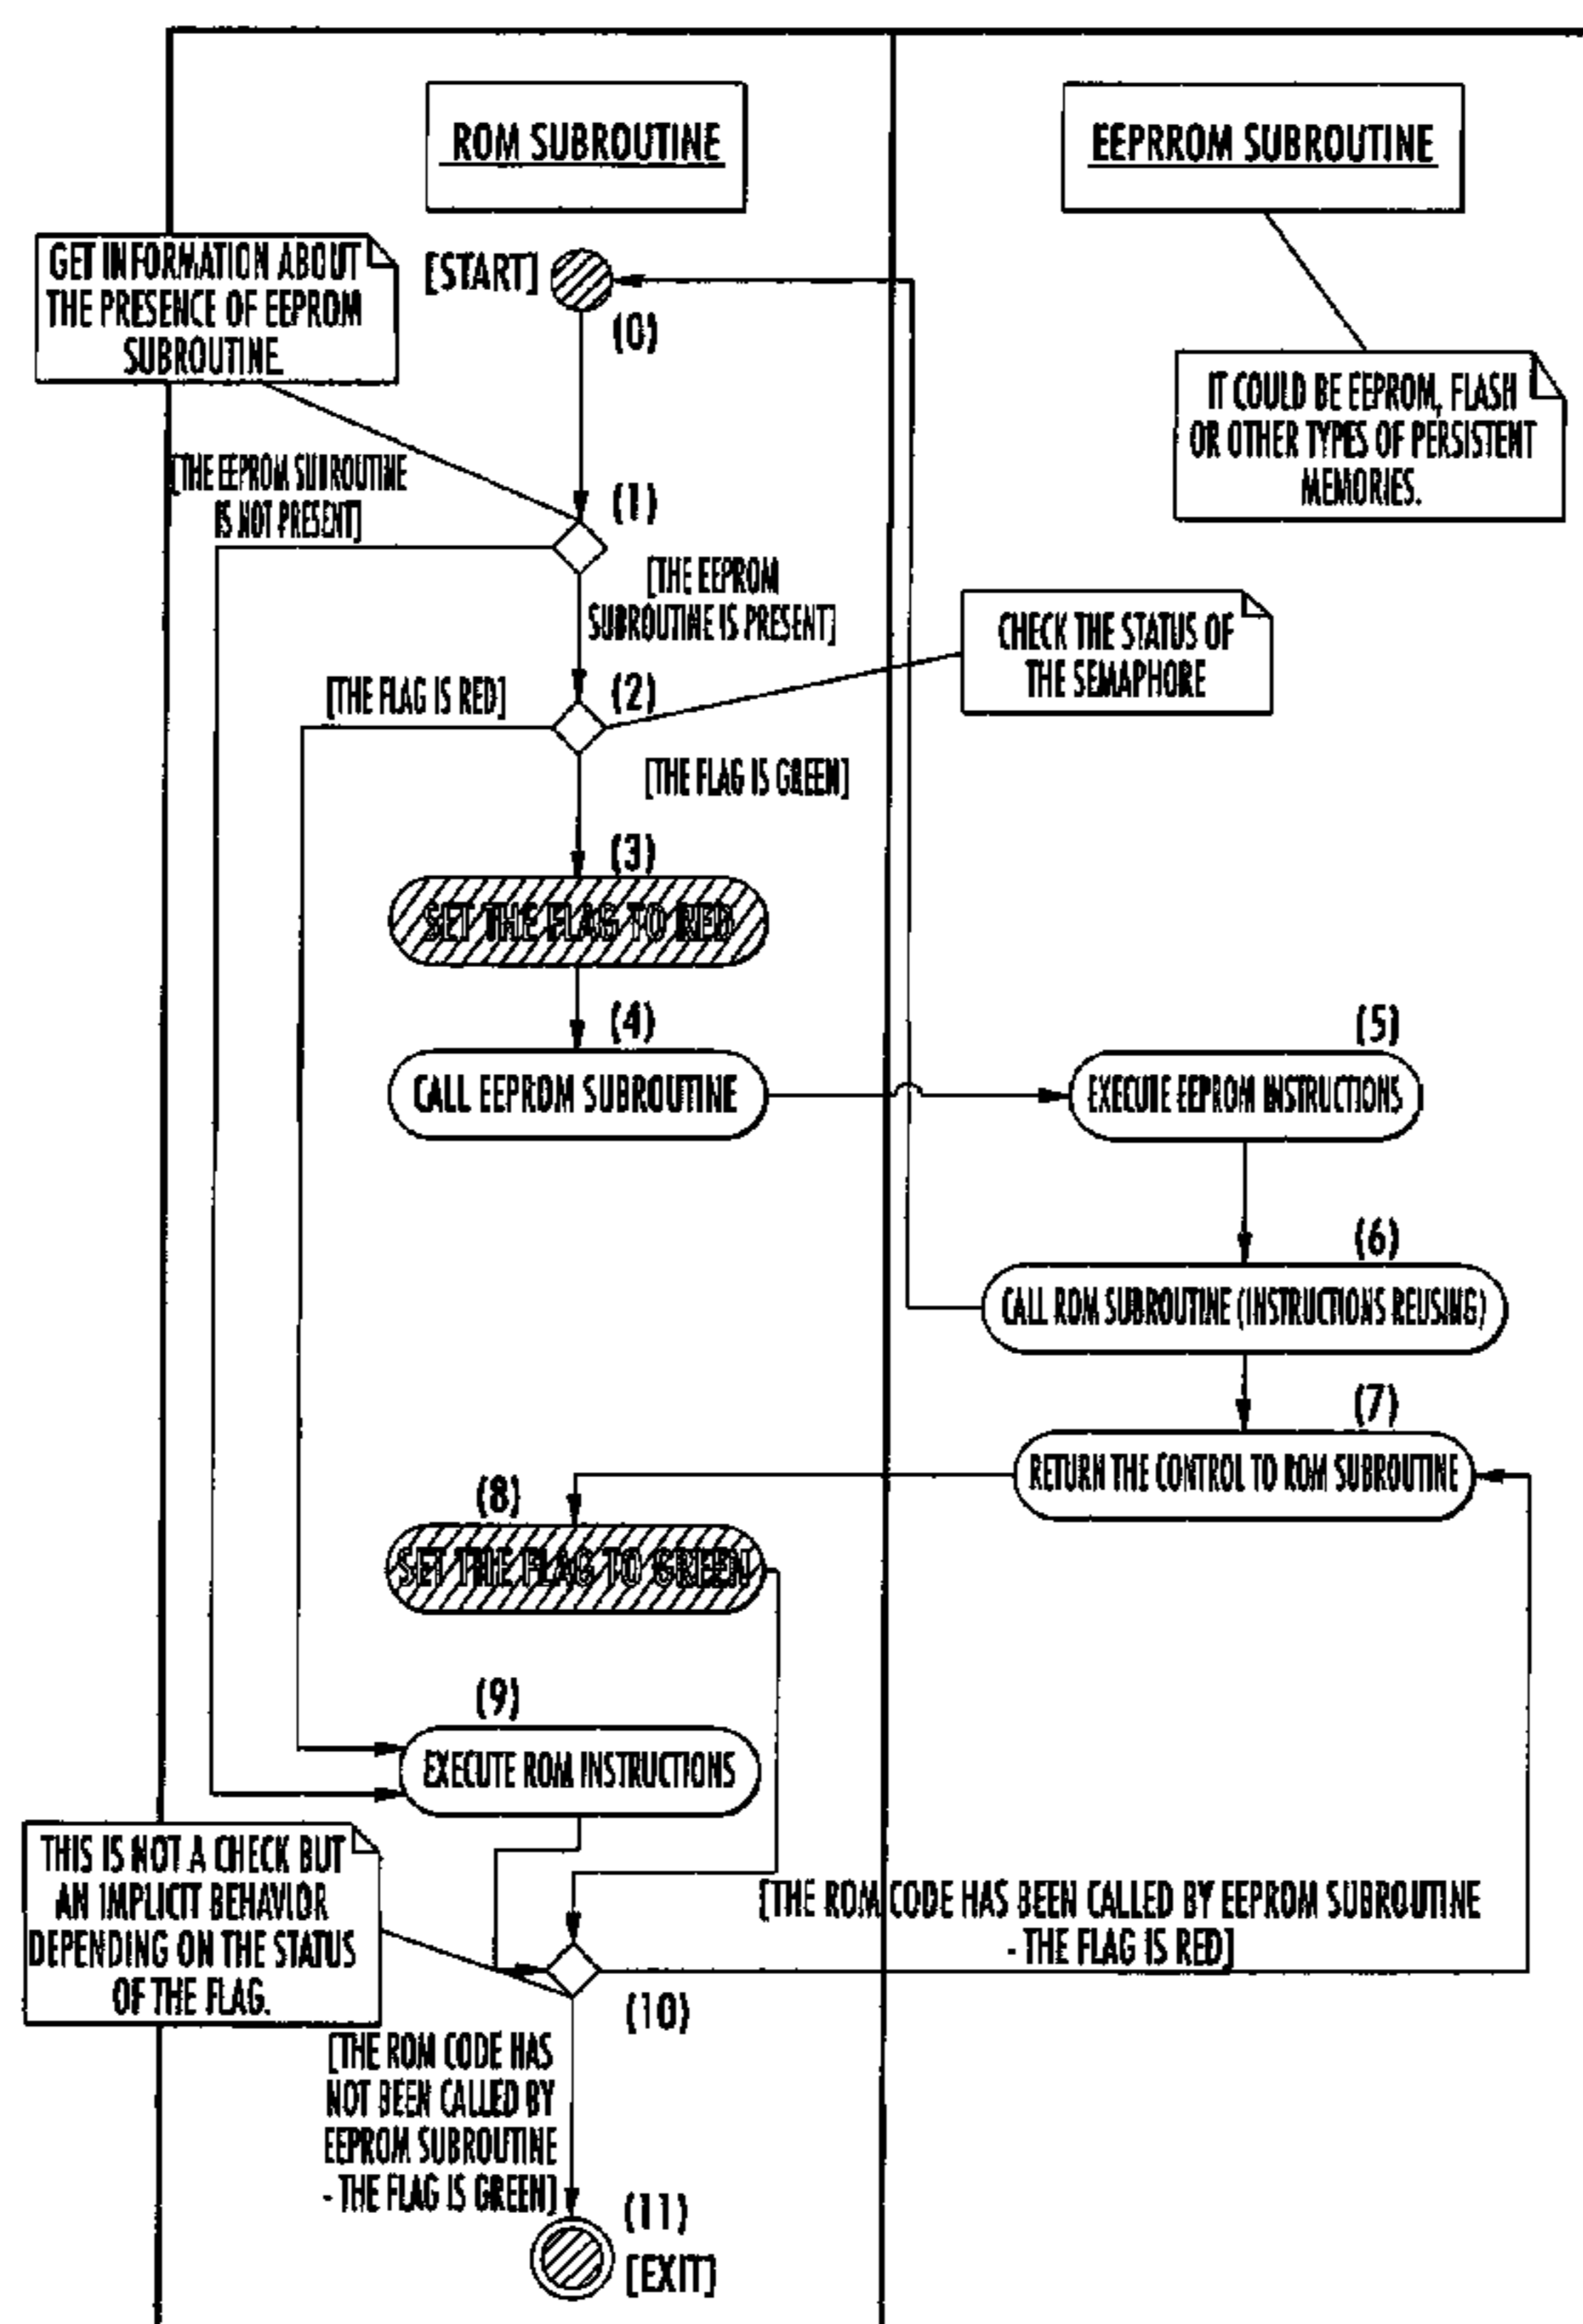 ROM SUBROUTINE
EEPRROM SUBROUTINE
GET INFORMATION ABOUT
THE PRESENCE OF EEPROM
SUBROUTINE
[START]
(0)
IT COULD BE EEPROM, FLASH
OR OTHER TYPES OF PERSISTENT
MEMORIES.
[THE EEPROM SUBROUTINE
IS NOT PRESENT]
(1)
[THE EEPROM
SUBROUTINE IS PRESENT]
CHECK THE STATUS OF
THE SEMAPHORE
[THE FLAG IS RED]
(2)
[THE FLAG IS GREEN]
(3)
SET THE FLAG TO RED
(4)
CALL EEPROM SUBROUTINE
(5)
EXECUTE EEPROM INSTRUCTIONS
(6)
CALL ROM SUBROUTINE (INSTRUCTIONS REUSING)
(7)
RETURN THE CONTROL TO ROM SUBROUTINE
(8)
SET THE FLAG TO GREEN
(9)
EXECUTE ROM INSTRUCTIONS
THIS IS NOT A CHECK BUT
AN IMPLICIT BEHAVIOR
DEPENDING ON THE STATUS
OF THE FLAG.
[THE ROM CODE HAS BEEN CALLED BY EEPROM SUBROUTINE
- THE FLAG IS RED]
(10)
[THE ROM CODE HAS
NOT BEEN CALLED BY
EEPROM SUBROUTINE
- THE FLAG IS GREEN]
(11)
[EXIT]